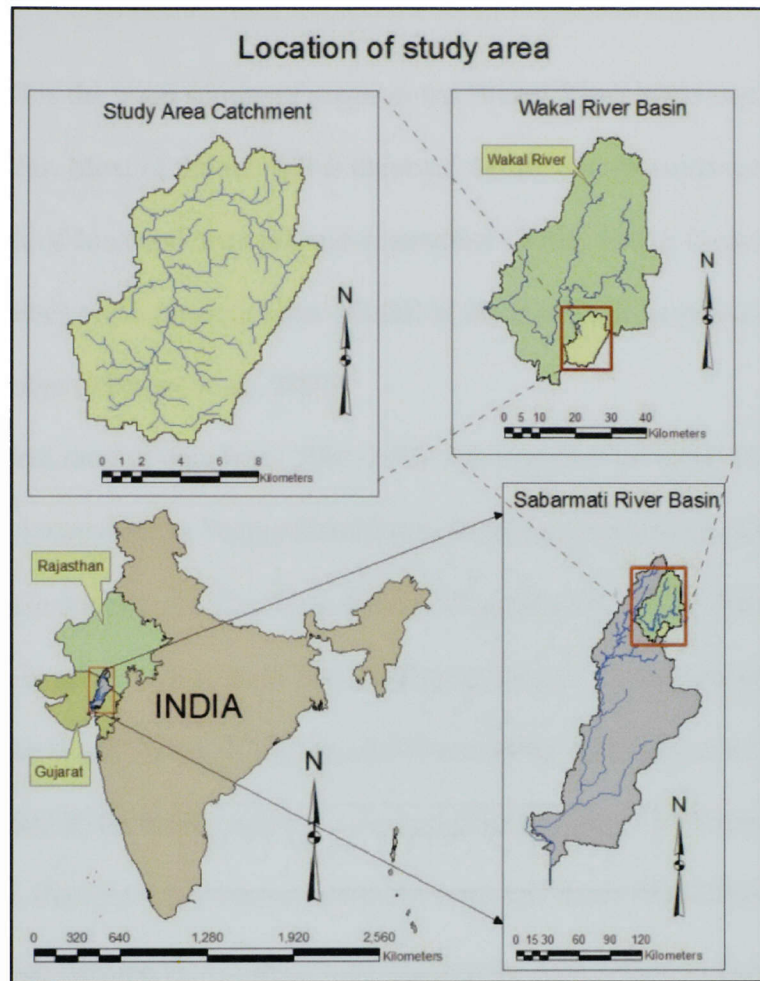 Location of study area
Study Area Catchment
N
0 1 2 4 6 8
Kilometers
Wakal River Basin
Wakal River
N
0 5 10 20 30 40
Kilometers
Rajasthan
Gujarat
INDIA
N
0 320 640 1,280 1,920 2,560
Kilometers
Sabarmati River Basin
N
0 15 30 60 90 120
Kilometers